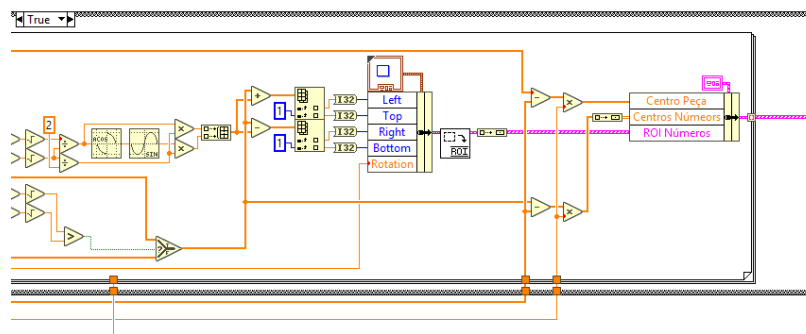 True
2
ACOS
SIN
1
1
I32
I32
I32
I32
Left
Top
Right
Bottom
Rotation
ROI
?
Centro Peça
Centros Númeors
ROI Números